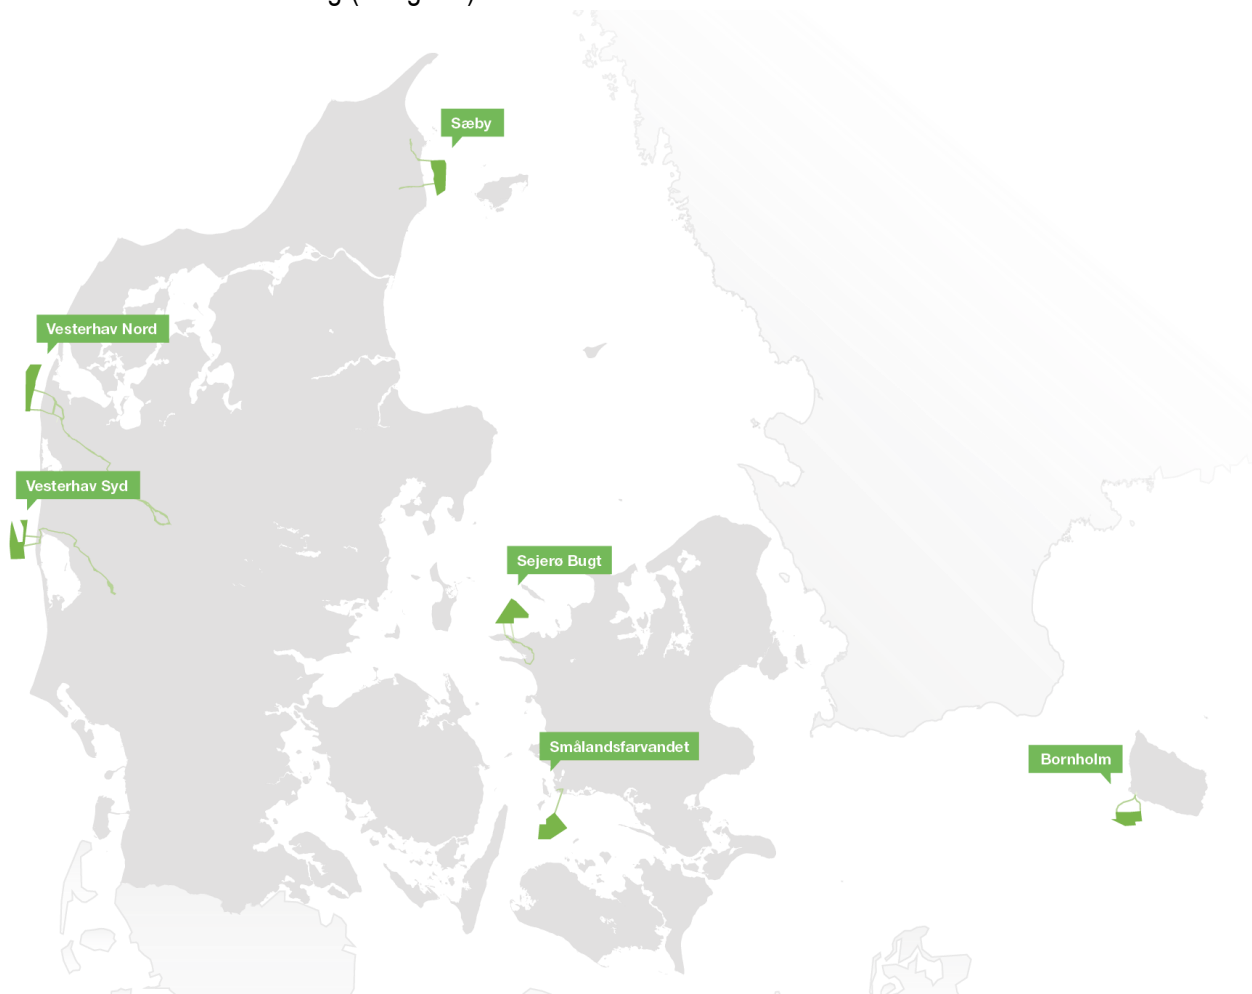 Sæby
Vesterhav Nord
Vesterhav Syd
Sejerø Bugt
Smålandsfarvandet
Bornholm